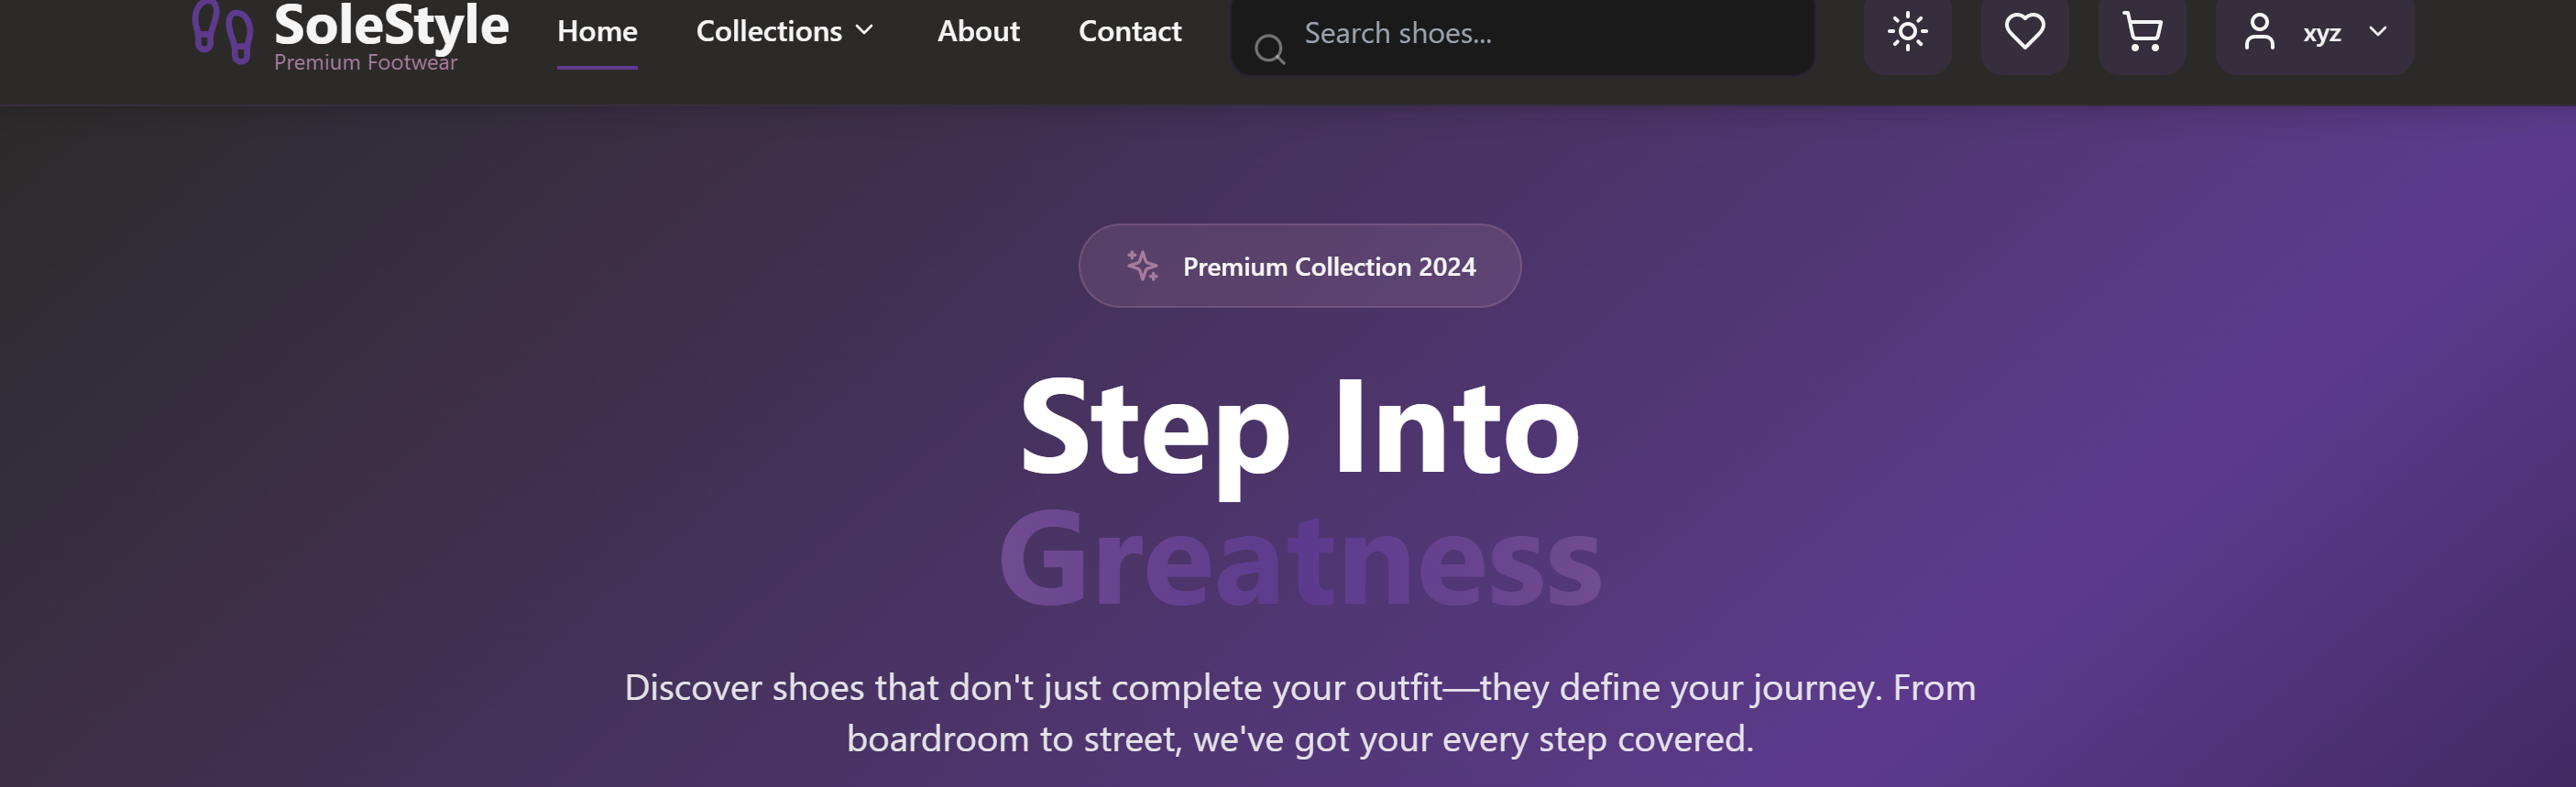 SoleStyle
Premium Footwear
Home
Collections
About
Contact
Search shoes...
xyz
Premium Collection 2024
Step Into
Greatness
Discover shoes that don't just complete your outfit—they define your journey. From
boardroom to street, we've got your every step covered.